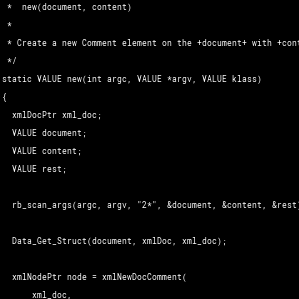 *  new(document, content)
*
* Create a new Comment element on the +document+ with +cont
*/
static VALUE new(int argc, VALUE *argv, VALUE klass)
{
xmlDocPtr xml_doc;
VALUE document;
VALUE content;
VALUE rest;
rb_scan_args(argc, argv, "2*", &document, &content, &rest
Data_Get_Struct(document, xmlDoc, xml_doc);
xmlNodePtr node = xmlNewDocComment(
xml_doc,